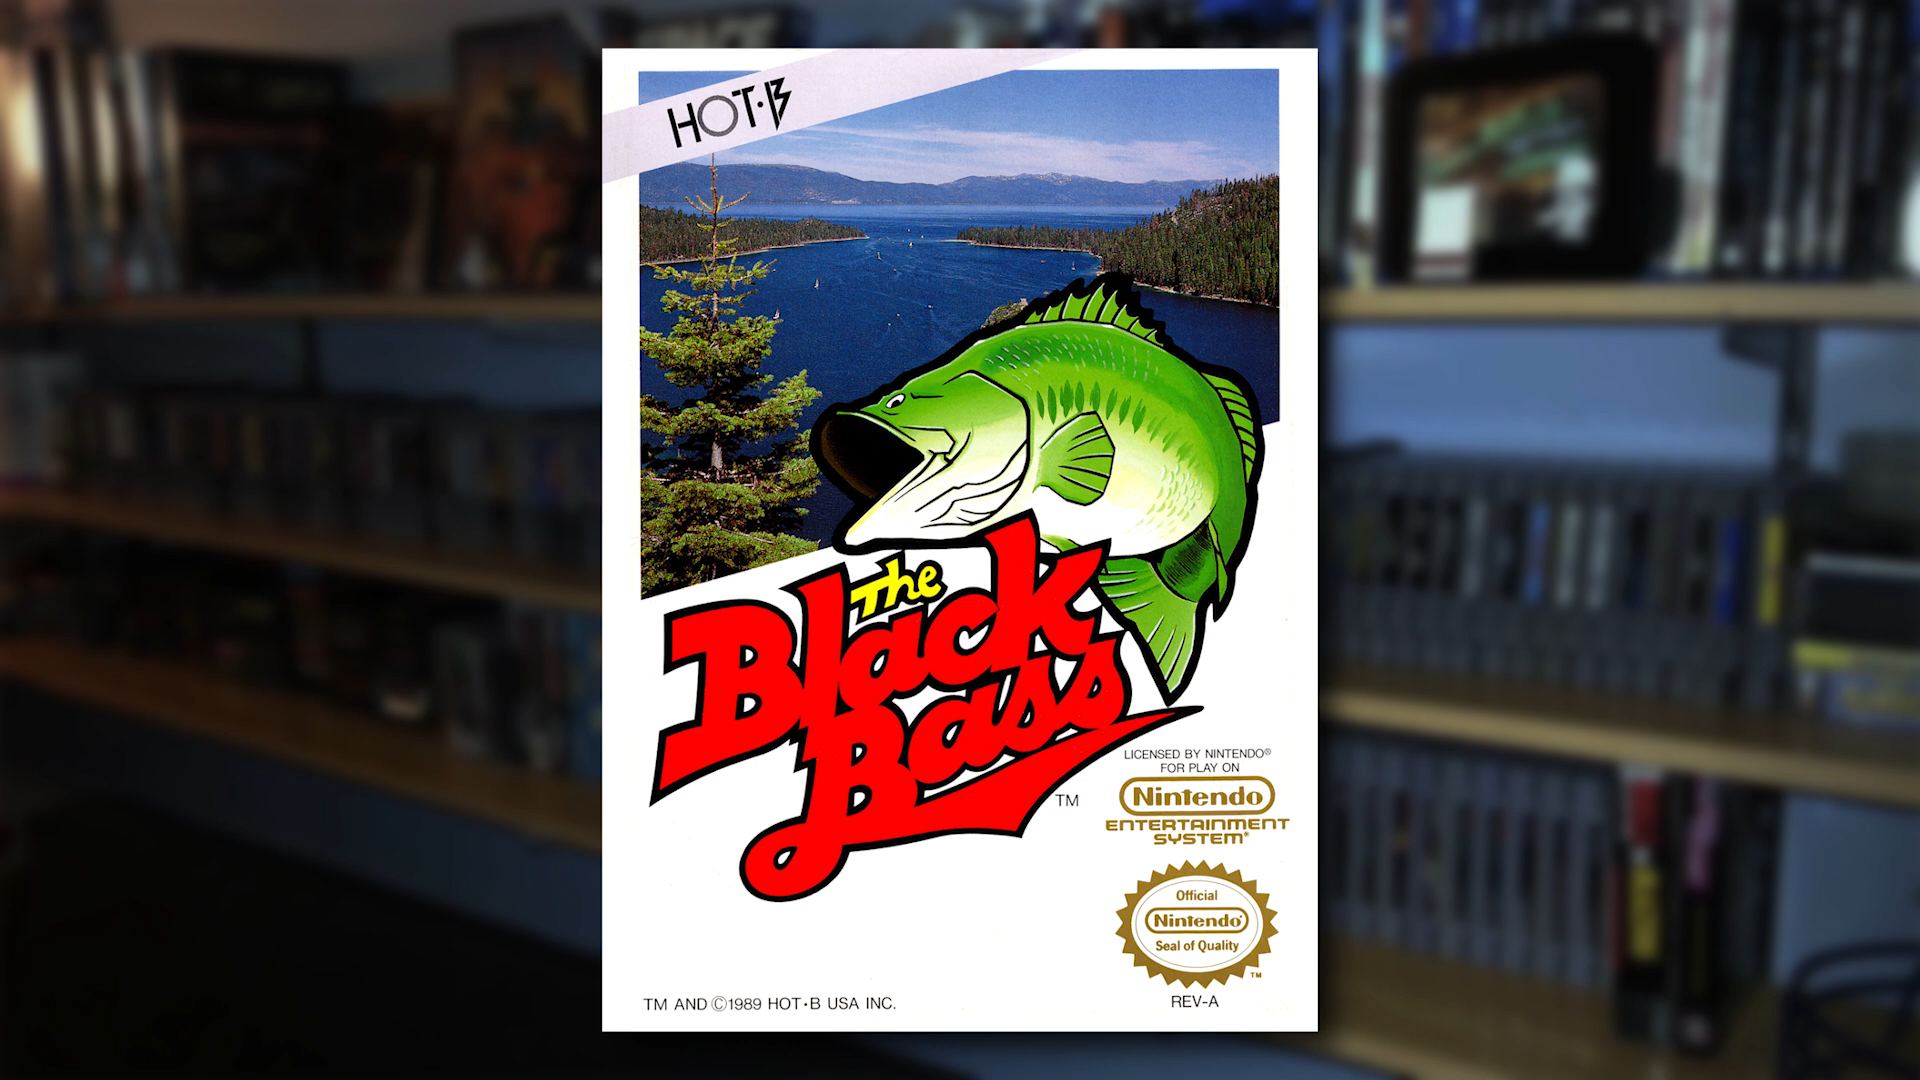 HOT·B
The
Black
Bass
TM
LICENSED BY NINTENDO®
FOR PLAY ON
Nintendo
ENTERTAINMENT
SYSTEM®
Official
Nintendo®
Seal of Quality
TM
REV-A
TM AND ©1989 HOT·B USA INC.